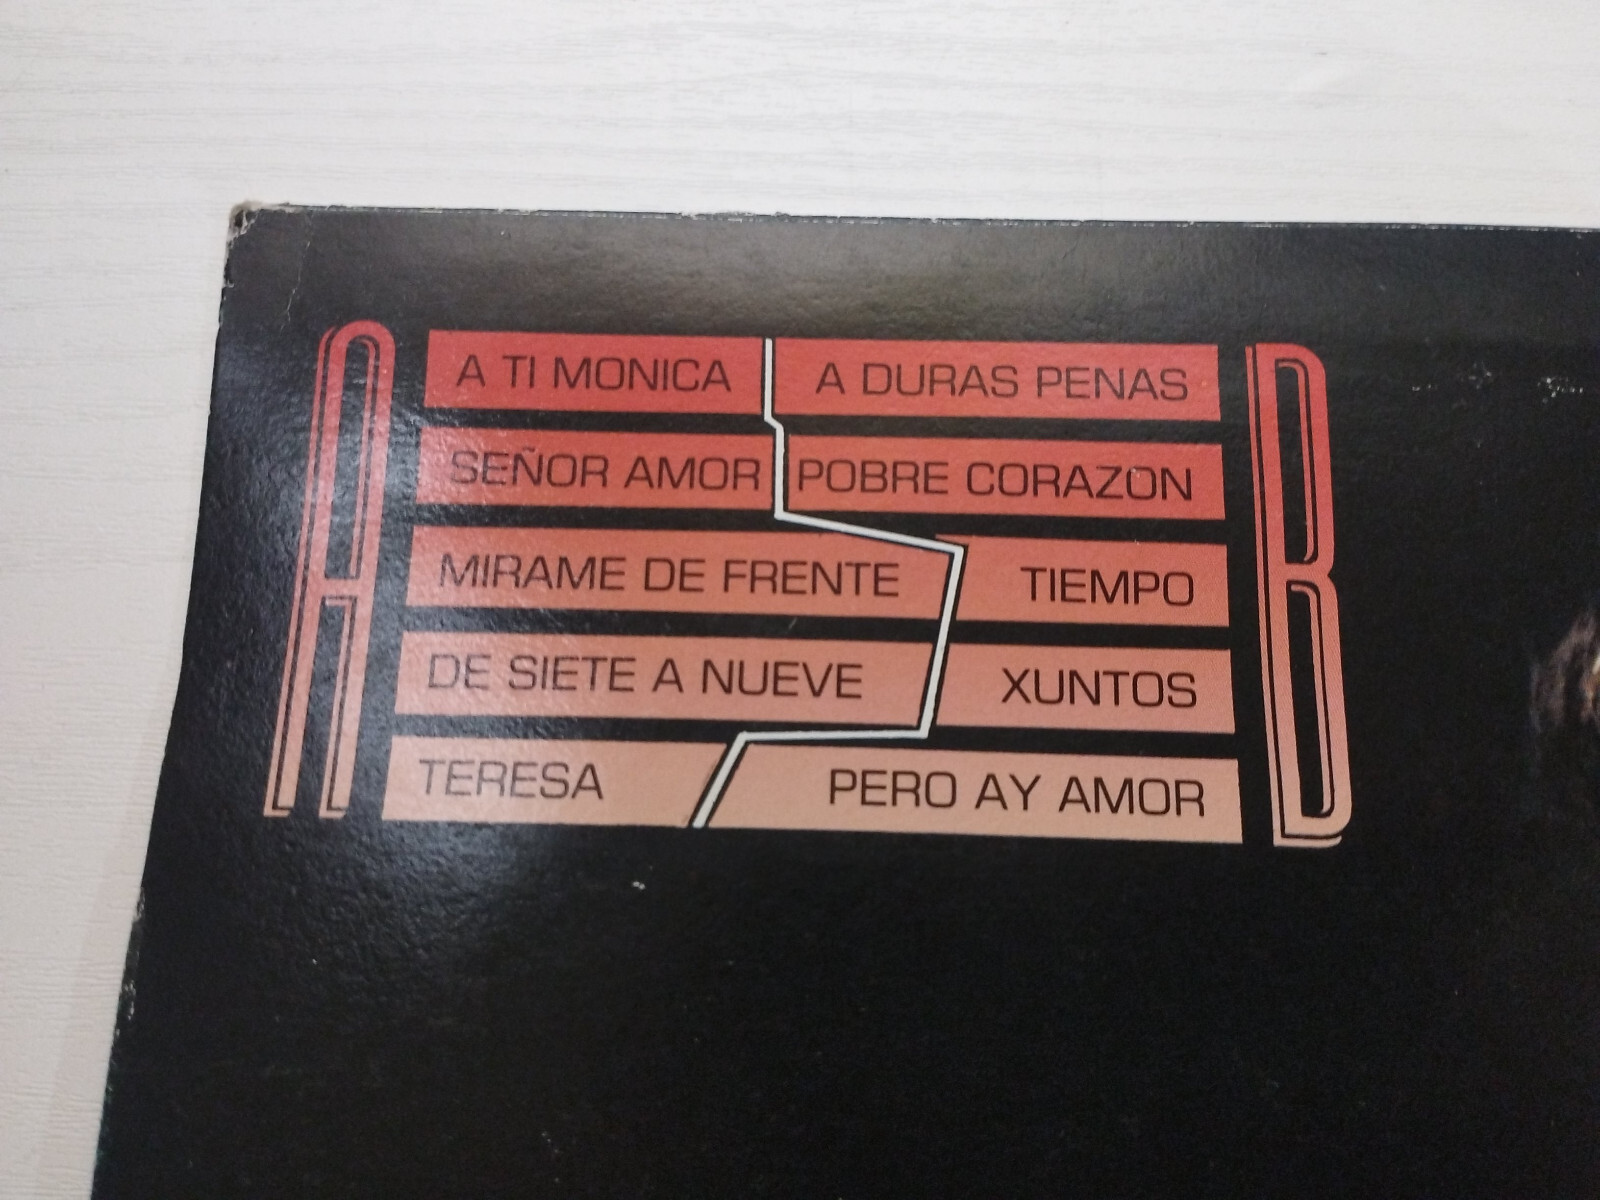 A
A TI MONICA
SEÑOR AMOR
MIRAME DE FRENTE
DE SIETE A NUEVE
TERESA
B
A DURAS PENAS
POBRE CORAZON
TIEMPO
XUNTOS
PERO AY AMOR